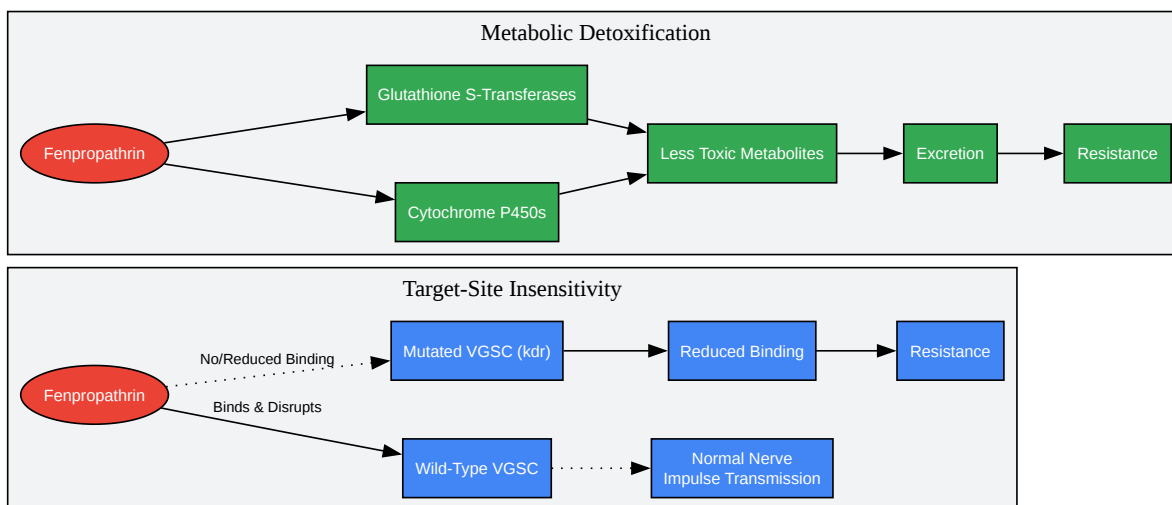 Metabolic Detoxification
Glutathione S-Transferases
Fenpropathrin
Less Toxic Metabolites
Excretion
Resistance
Cytochrome P450s
Target-Site Insensitivity
No/Reduced Binding
Mutated VGSC (kdr)
Reduced Binding
Resistance
Fenpropathrin
Binds & Disrupts
Wild-Type VGSC
Normal Nerve
Impulse Transmission